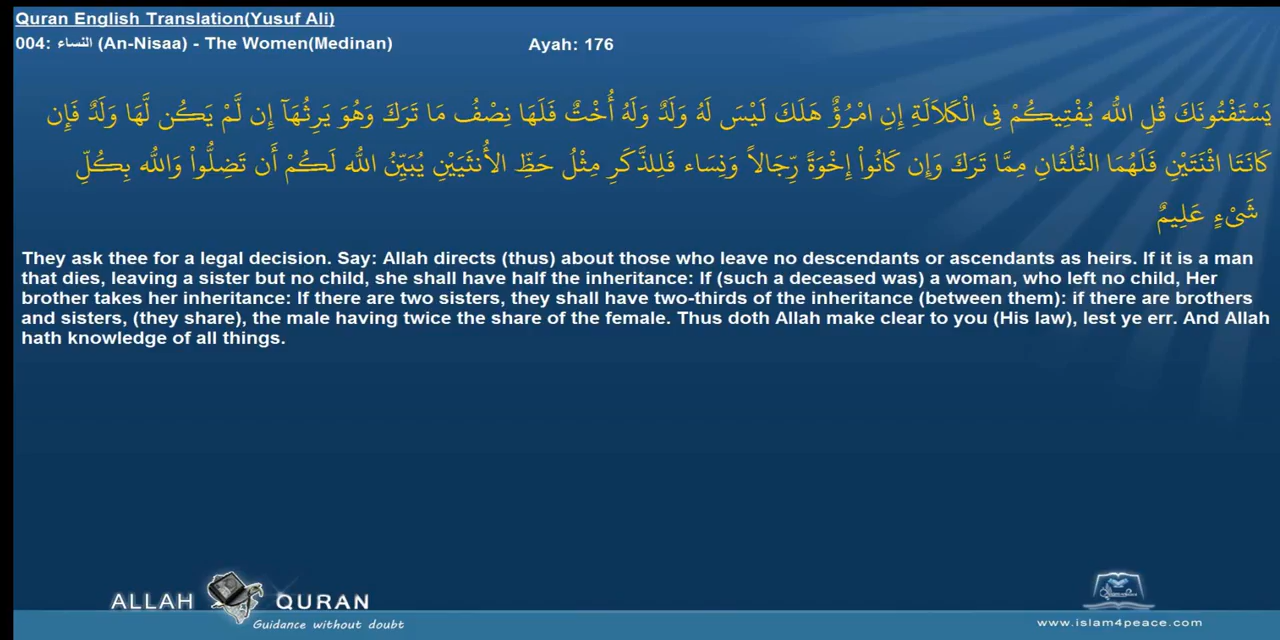 Quran English Translation(Yusuf Ali)
004: النساء (An-Nisaa) - The Women(Medinan) Ayah: 176
يَسْتَفْتُونَكَ قُلِ اللّٰهُ يُفْتِيكُمْ فِى الْكَلاَلَةِ إِنِ امْرُؤٌ هَلَكَ لَيْسَ لَهُ وَلَدٌ وَلَهُ أُخْتٌ فَلَهَا نِصْفُ مَا تَرَكَ وَهُوَ يَرِثُهَآ إِن لَّمْ يَكُن لَّهَا وَلَدٌ فَإِن
كَانَتَا اثْنَتَيْنِ فَلَهُمَا الثُّلُثَانِ مِمَّا تَرَكَ وَإِن كَانُواْ إِخْوَةً رِّجَالاً وَنِسَاء فَلِلذَّكَرِ مِثْلُ حَظِّ الأُنثَيَيْنِ يُبَيِّنُ اللّٰهُ لَكُمْ أَن تَضِلُّواْ وَاللّٰهُ بِكُلِّ
شَىْءٍ عَلِيمٌ
They ask thee for a legal decision. Say: Allah directs (thus) about those who leave no descendants or ascendants as heirs. If it is a man
that dies, leaving a sister but no child, she shall have half the inheritance: If (such a deceased was) a woman, who left no child, Her
brother takes her inheritance: If there are two sisters, they shall have two-thirds of the inheritance (between them): if there are brothers
and sisters, (they share), the male having twice the share of the female. Thus doth Allah make clear to you (His law), lest ye err. And Allah
hath knowledge of all things.
ALLAH QURAN
Guidance without doubt
www.islam4peace.com